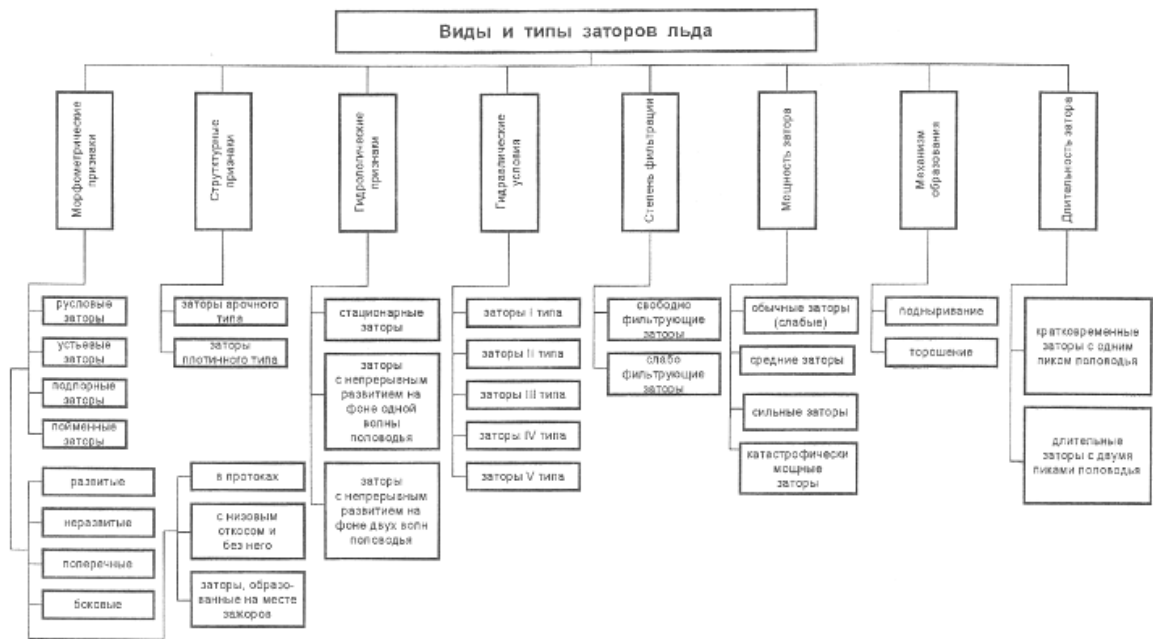 Виды и типы заторов льда
Морфометрические
признаки
Структурные
признаки
Гидрологические
признаки
Гидравлические
условия
Степень фильтрации
Мощность затора
Механизм
образования
Длительность затора
русловые
заторы
устьевые
заторы
подпорные
заторы
пойменные
заторы
развитые
неразвитые
поперечные
боковые
заторы арочного
типа
заторы
плотинного типа
в протоках
с низовым
откосом и
без него
заторы, образо-
ванные на месте
зажоров
стационарные
заторы
заторы
с непрерывным
развитием на
фоне одной
волны
половодья
заторы
с непрерывным
развитием на
фоне двух волн
половодья
заторы I типа
заторы II типа
заторы III типа
заторы IV типа
заторы V типа
свободно
фильтрующие
заторы
слабо
фильтрующие
заторы
обычные заторы
(слабые)
средние заторы
сильные заторы
катастрофически
мощные
заторы
подныривание
торошение
кратковременные
заторы с одним
пиком половодья
длительные
заторы с двумя
пиками половодья